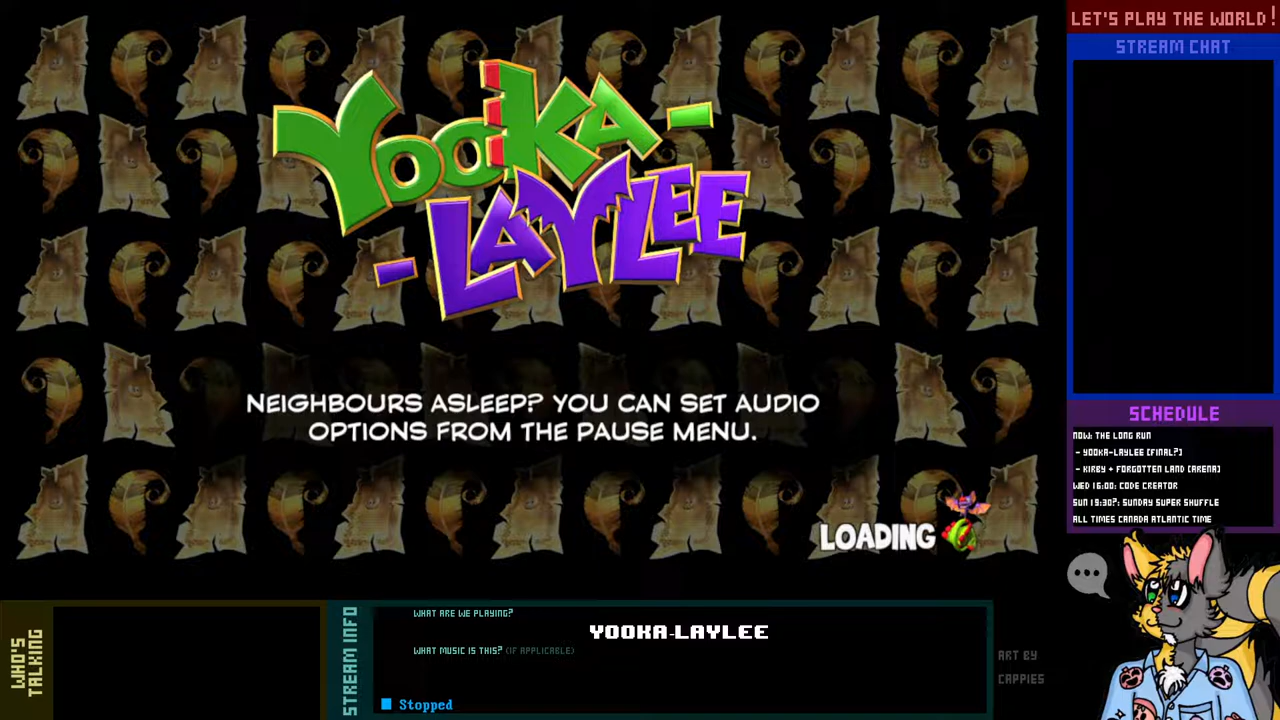 YOOKA-
-LAYLEE
NEIGHBOURS ASLEEP? YOU CAN SET AUDIO
OPTIONS FROM THE PAUSE MENU.
LOADING
LET'S PLAY THE WORLD!
STREAM CHAT
SCHEDULE
NOW: THE LONG RUN
- YOOKA-LAYLEE [FINAL?]
- KIRBY + FORGOTTEN LAND [ARENA]
WED 16:00: CODE CREATOR
SUN 19:30?: SUNDAY SUPER SHUFFLE
ALL TIMES CANADA ATLANTIC TIME
WHO'S
TALKING
STREAM INFO
WHAT ARE WE PLAYING?
YOOKA-LAYLEE
WHAT MUSIC IS THIS? (IF APPLICABLE)
Stopped
ART BY
CAPPIES